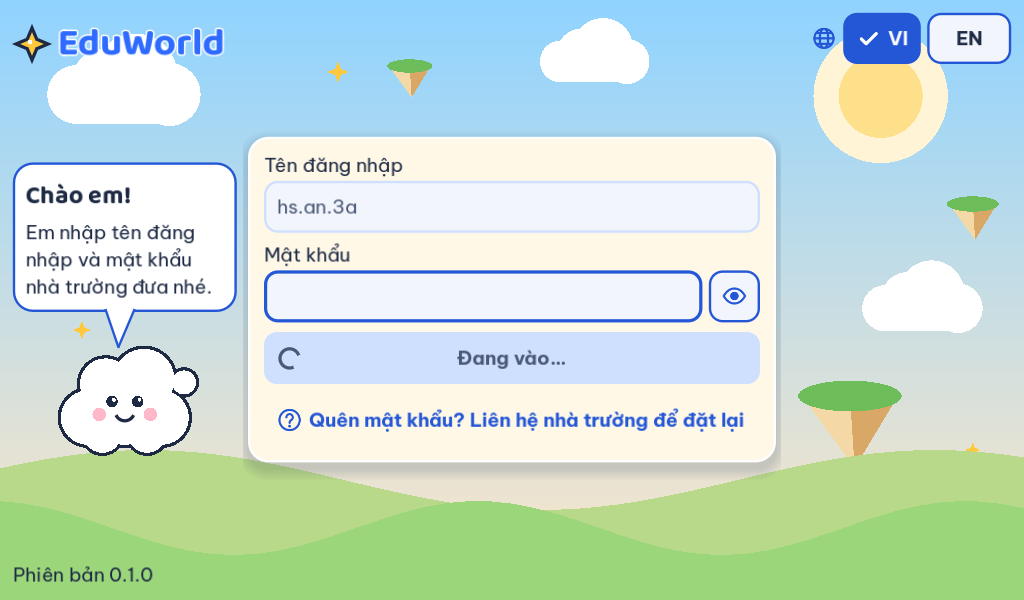 EduWorld
VI
EN
Chào em!
Em nhập tên đăng
nhập và mật khẩu
nhà trường đưa nhé.
Tên đăng nhập
hs.an.3a
Mật khẩu
Đang vào...
Quên mật khẩu? Liên hệ nhà trường để đặt lại
Phiên bản 0.1.0